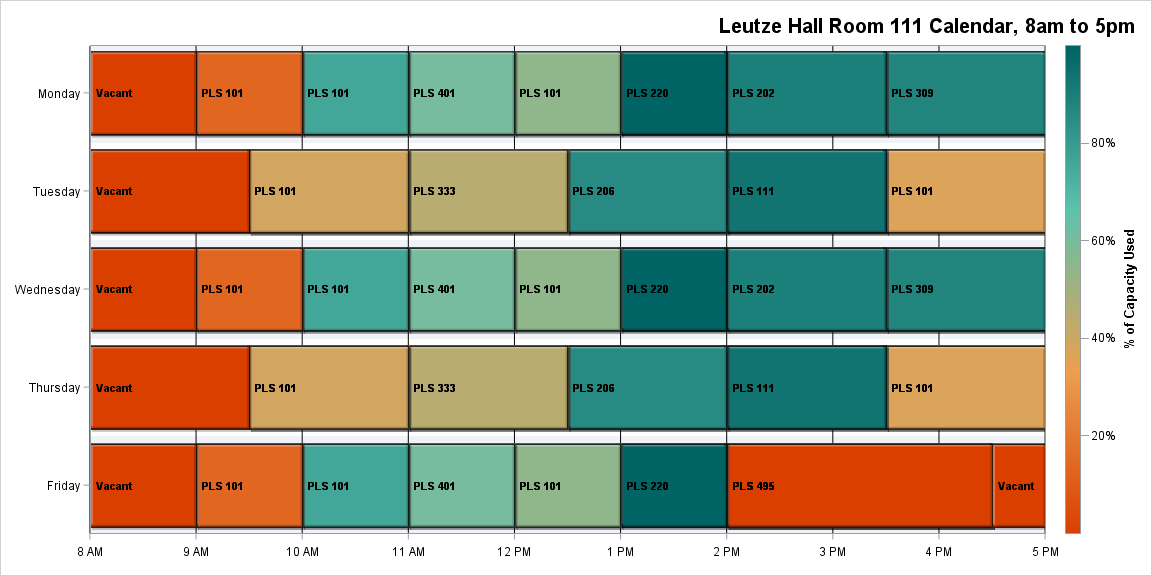 Leutze Hall Room 111 Calendar, 8am to 5pm
Monday
Vacant
PLS 101
PLS 101
PLS 401
PLS 101
PLS 220
PLS 202
PLS 309
Tuesday
Vacant
PLS 101
PLS 333
PLS 206
PLS 111
PLS 101
Wednesday
Vacant
PLS 101
PLS 101
PLS 401
PLS 101
PLS 220
PLS 202
PLS 309
Thursday
Vacant
PLS 101
PLS 333
PLS 206
PLS 111
PLS 101
Friday
Vacant
PLS 101
PLS 101
PLS 401
PLS 101
PLS 220
PLS 495
Vacant
8 AM
9 AM
10 AM
11 AM
12 PM
1 PM
2 PM
3 PM
4 PM
5 PM
80%
60%
40%
20%
% of Capacity Used